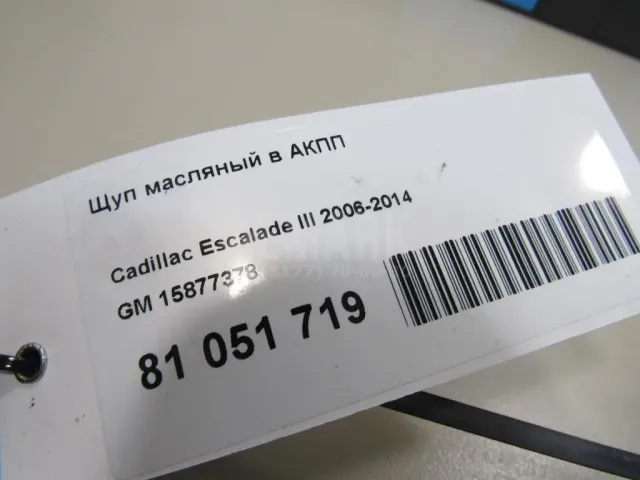 Щуп масляный в АКПП
Cadillac Escalade III 2006-2014
GM 15877378
81 051 719